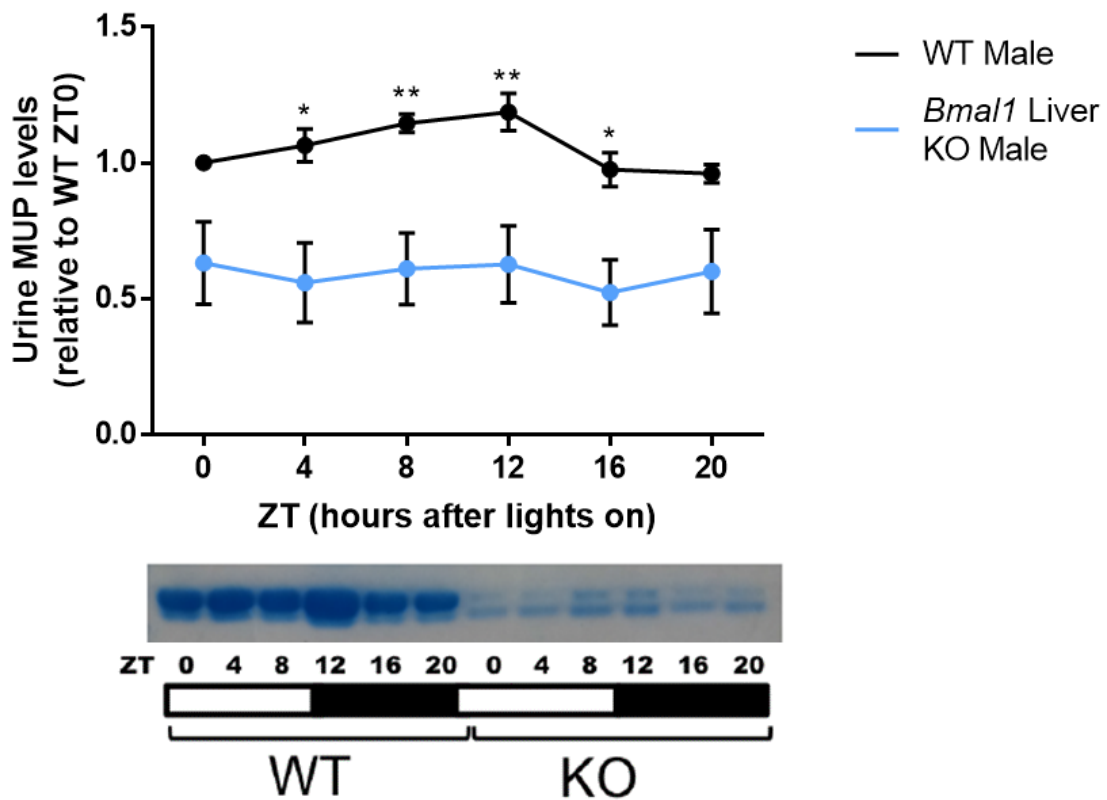 1.5
1.0
0.5
0.0
Urine MUP levels
(relative to WT ZT0)
* ** ** *
0 4 8 12 16 20
ZT (hours after lights on)
WT Male
Bmal1 Liver
KO Male
ZT 0 4 8 12 16 20 0 4 8 12 16 20
WT KO